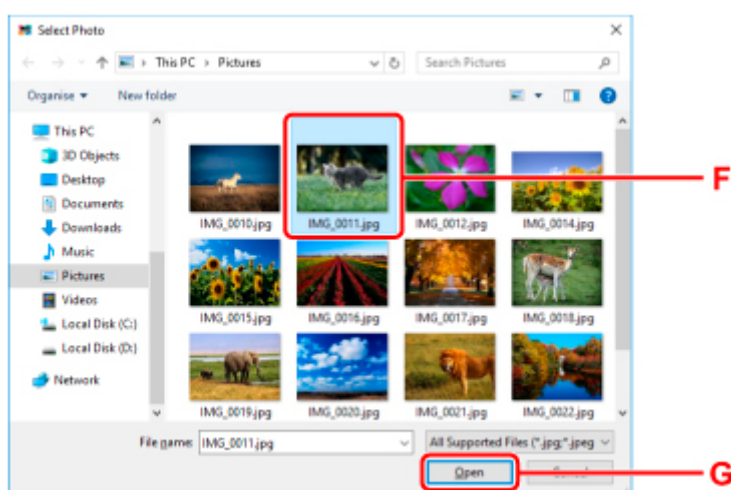 Select Photo
This PC > Pictures
Search Pictures
Organise
New folder
This PC
3D Objects
Desktop
Documents
Downloads
Music
Pictures
Videos
Local Disk (C:)
Local Disk (D:)
Network
IMG_0010.jpg
IMG_0011.jpg
IMG_0012.jpg
IMG_0014.jpg
IMG_0015.jpg
IMG_0016.jpg
IMG_0017.jpg
IMG_0018.jpg
IMG_0019.jpg
IMG_0020.jpg
IMG_0021.jpg
IMG_0022.jpg
F
File name: IMG_0011.jpg
All Supported Files (*.jpg;*.jpeg
Open
G